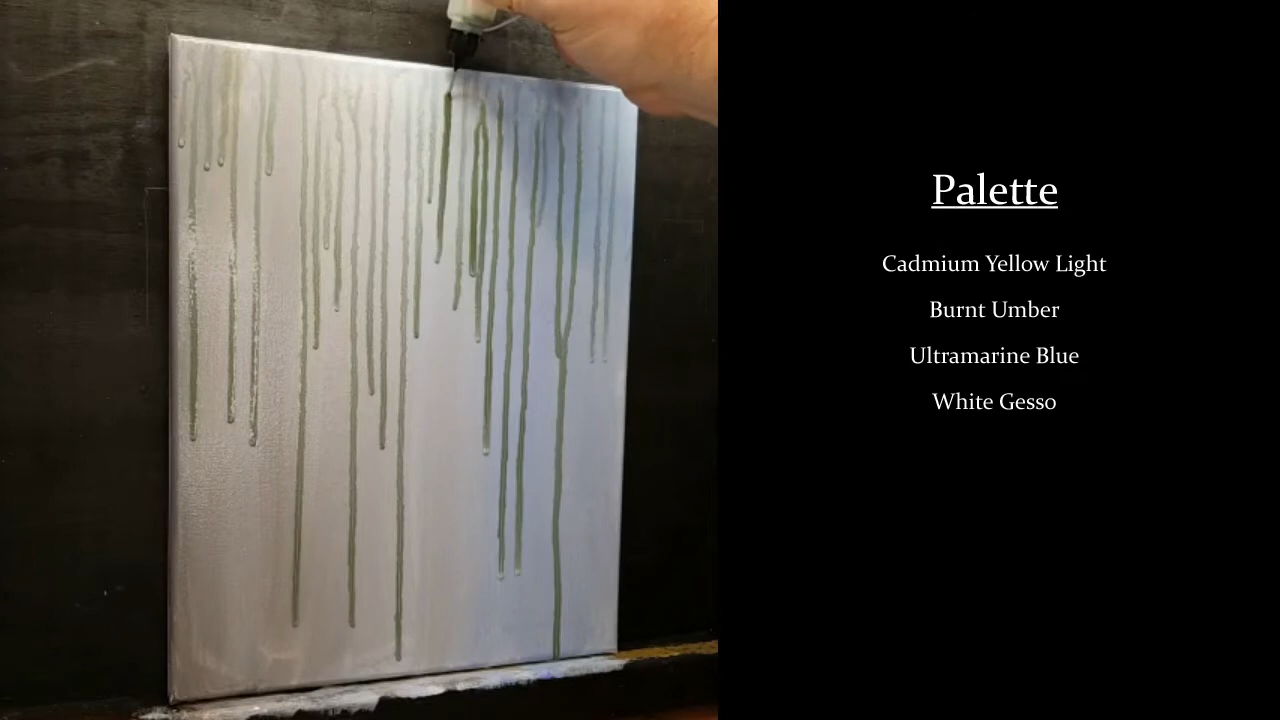 Palette
Cadmium Yellow Light
Burnt Umber
Ultramarine Blue
White Gesso